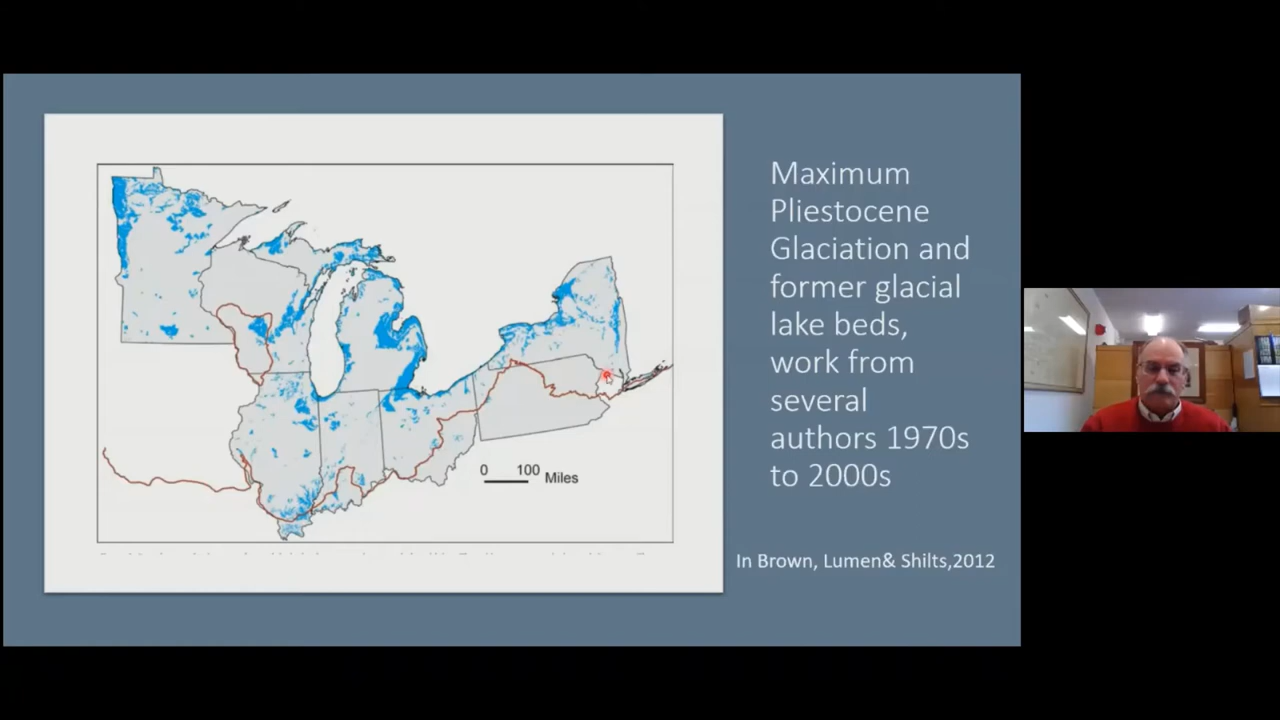 Maximum
Pliestocene
Glaciation and
former glacial
lake beds,
work from
several
authors 1970s
to 2000s
In Brown, Lumen& Shilts,2012
0 100 Miles